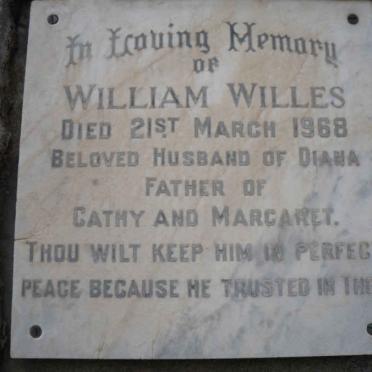 In Loving Memory
OF
WILLIAM WILLES
DIED 21ST MARCH 1968
BELOVED HUSBAND OF DIANA
FATHER OF
CATHY AND MARGARET.
THOU WILT KEEP HIM IN PERFEC
PEACE BECAUSE HE TRUSTED IN THE